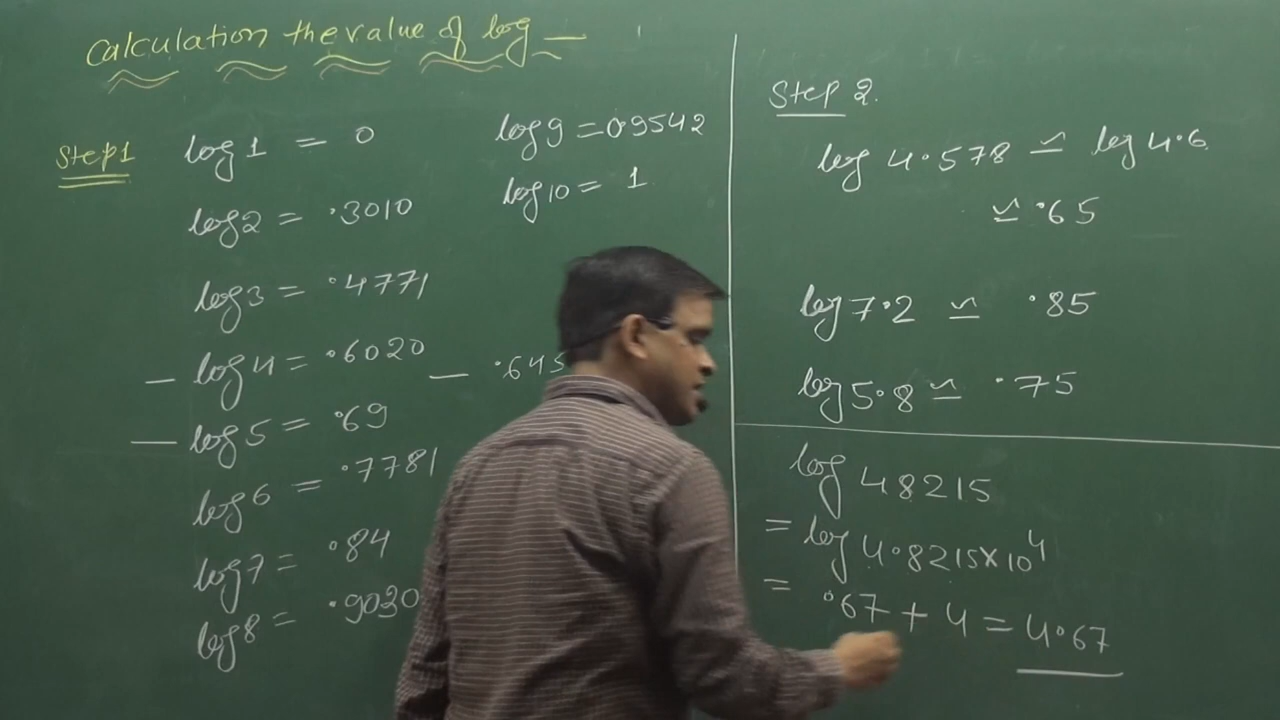 Calculation the value of log —
Step1
log 1 = 0
log 2 = .3010
log 3 = .4771
— log 4 = .6020 — .645
— log 5 = .69
log 6 = .7781
log 7 = .84
log 8 = .9030
log 9 = 0.9542
log 10 = 1
Step 2.
log 4.578 ≃ log 4.6
≃ .65
log 7.2 ≃ .85
log 5.8 ≃ .75
log 48215
= log 4.8215×10⁴
= .67 + 4 = 4.67